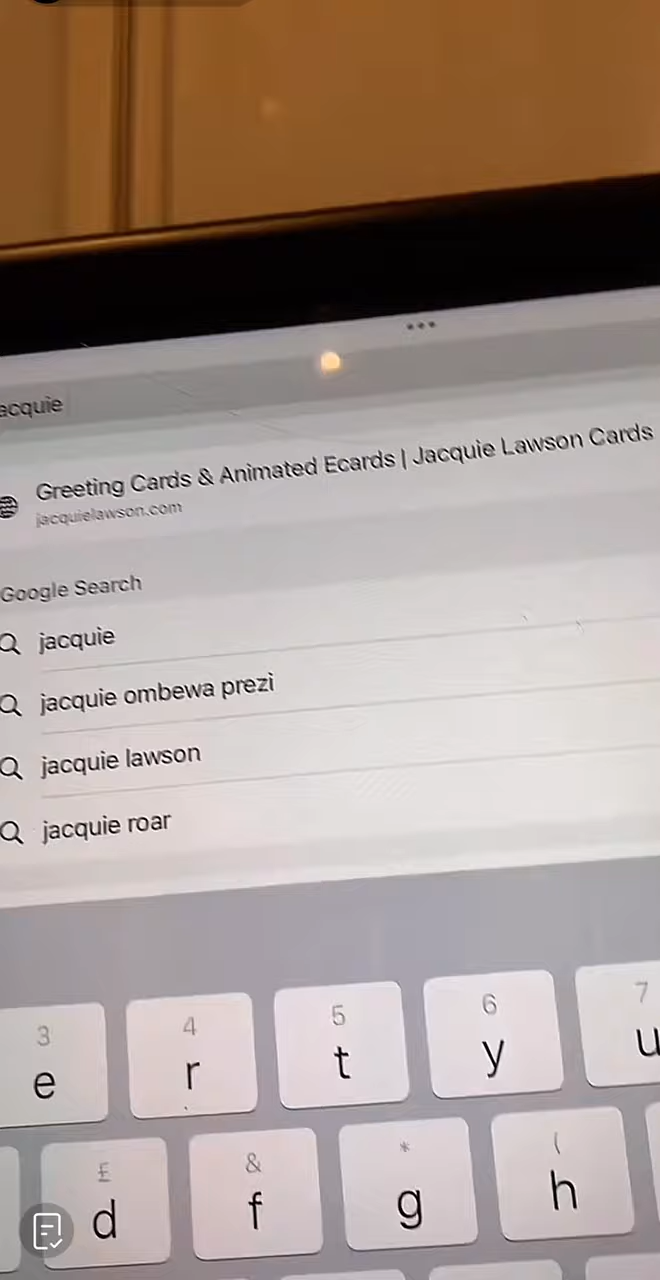 acquie
Greeting Cards & Animated Ecards | Jacquie Lawson Cards
jacquielawson.com
Google Search
jacquie
jacquie ombewa prezi
jacquie lawson
jacquie roar
3 4 5 6 7
e r t y u
£ & * (
d f g h